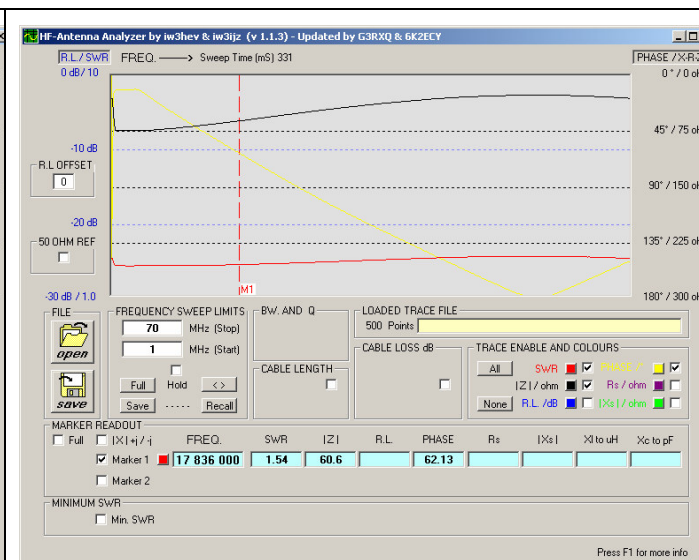 HF-Antenna Analyzer by iw3hev & iw3ijz (v 1.1.3) - Updated by G3RXQ & 6K2ECY
R.L./SWR FREQ. ---> Sweep Time (mS) 331 PHASE / X-R-Z
0 dB/ 10 0 ° / 0 oh
45° / 75 oh
-10 dB
R.L OFFSET
0
90° / 150 oh
-20 dB
50 OHM REF
135° / 225 oh
M1
-30 dB / 1.0 180° / 300 oh
FILE FREQUENCY SWEEP LIMITS BW. AND Q LOADED TRACE FILE
open 70 MHz (Stop) 500 Points
1 MHz (Start) CABLE LENGTH CABLE LOSS dB TRACE ENABLE AND COLOURS
All SWR PHASE /°
Full Hold < > |Z| / ohm Rs / ohm
save Save ----- Recall None R.L. /dB |Xs| / ohm
MARKER READOUT
Full |X| +j / -j FREQ. SWR |Z| R.L. PHASE Rs |Xs| Xl to uH Xc to pF
Marker 1 17 836 000 1.54 60.6 62.13
Marker 2
MINIMUM SWR
Min. SWR
Press F1 for more info